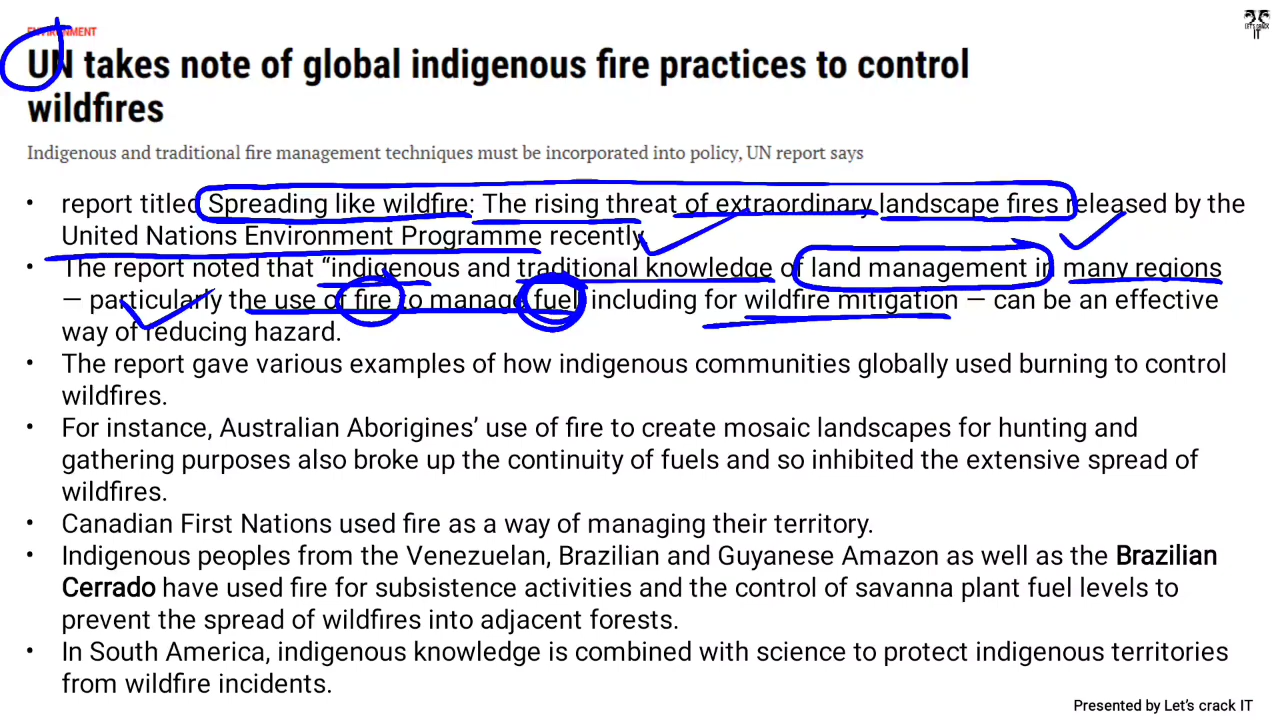 ENVIRONMENT
LET'S CRACK
IT
UN takes note of global indigenous fire practices to control
wildfires
Indigenous and traditional fire management techniques must be incorporated into policy, UN report says
• report titled Spreading like wildfire: The rising threat of extraordinary landscape fires released by the
United Nations Environment Programme recently
• The report noted that “indigenous and traditional knowledge of land management in many regions
— particularly the use of fire to manage fuel, including for wildfire mitigation — can be an effective
way of reducing hazard.
• The report gave various examples of how indigenous communities globally used burning to control
wildfires.
• For instance, Australian Aborigines’ use of fire to create mosaic landscapes for hunting and
gathering purposes also broke up the continuity of fuels and so inhibited the extensive spread of
wildfires.
• Canadian First Nations used fire as a way of managing their territory.
• Indigenous peoples from the Venezuelan, Brazilian and Guyanese Amazon as well as the Brazilian
Cerrado have used fire for subsistence activities and the control of savanna plant fuel levels to
prevent the spread of wildfires into adjacent forests.
• In South America, indigenous knowledge is combined with science to protect indigenous territories
from wildfire incidents.
Presented by Let’s crack IT